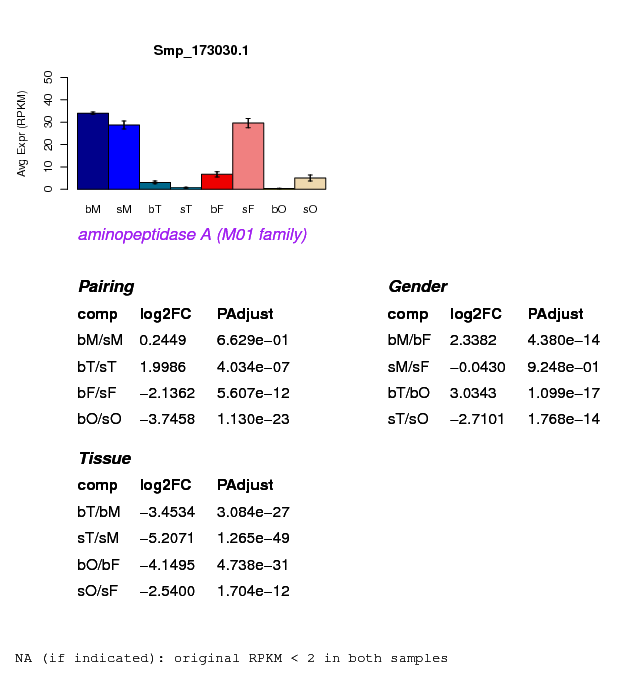 Smp_173030.1
Avg Expr (RPKM)
50
40
30
20
10
0
bM sM bT sT bF sF bO sO
aminopeptidase A (M01 family)
Pairing
comp log2FC PAdjust
bM/sM 0.2449 6.629e−01
bT/sT 1.9986 4.034e−07
bF/sF −2.1362 5.607e−12
bO/sO −3.7458 1.130e−23
Gender
comp log2FC PAdjust
bM/bF 2.3382 4.380e−14
sM/sF −0.0430 9.248e−01
bT/bO 3.0343 1.099e−17
sT/sO −2.7101 1.768e−14
Tissue
comp log2FC PAdjust
bT/bM −3.4534 3.084e−27
sT/sM −5.2071 1.265e−49
bO/bF −4.1495 4.738e−31
sO/sF −2.5400 1.704e−12
NA (if indicated): original RPKM < 2 in both samples